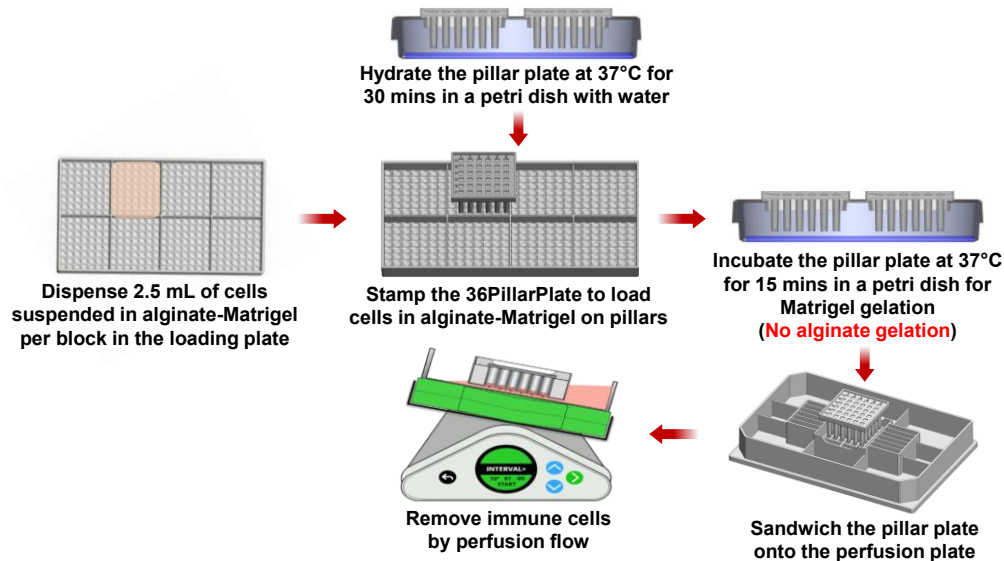 Hydrate the pillar plate at 37°C for
30 mins in a petri dish with water
Dispense 2.5 mL of cells
suspended in alginate-Matrigel
per block in the loading plate
Stamp the 36PillarPlate to load
cells in alginate-Matrigel on pillars
Incubate the pillar plate at 37°C
for 15 mins in a petri dish for
Matrigel gelation
(No alginate gelation)
Sandwich the pillar plate
onto the perfusion plate
INTERVAL
START
Remove immune cells
by perfusion flow